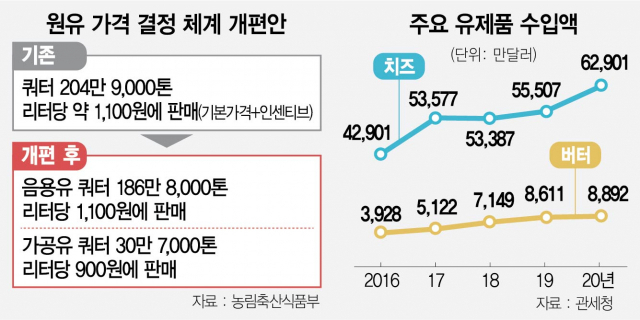 원유 가격 결정 체계 개편안
기존
쿼터 204만 9,000톤
리터당 약 1,100원에 판매(기본가격+인센티브)
개편 후
음용유 쿼터 186만 8,000톤
리터당 1,100원에 판매
가공유 쿼터 30만 7,000톤
리터당 900원에 판매
자료 : 농림축산식품부
주요 유제품 수입액
(단위: 만달러)
치즈
42,901 53,577 53,387 55,507 62,901
버터
3,928 5,122 7,149 8,611 8,892
2016 17 18 19 20년
자료 : 관세청